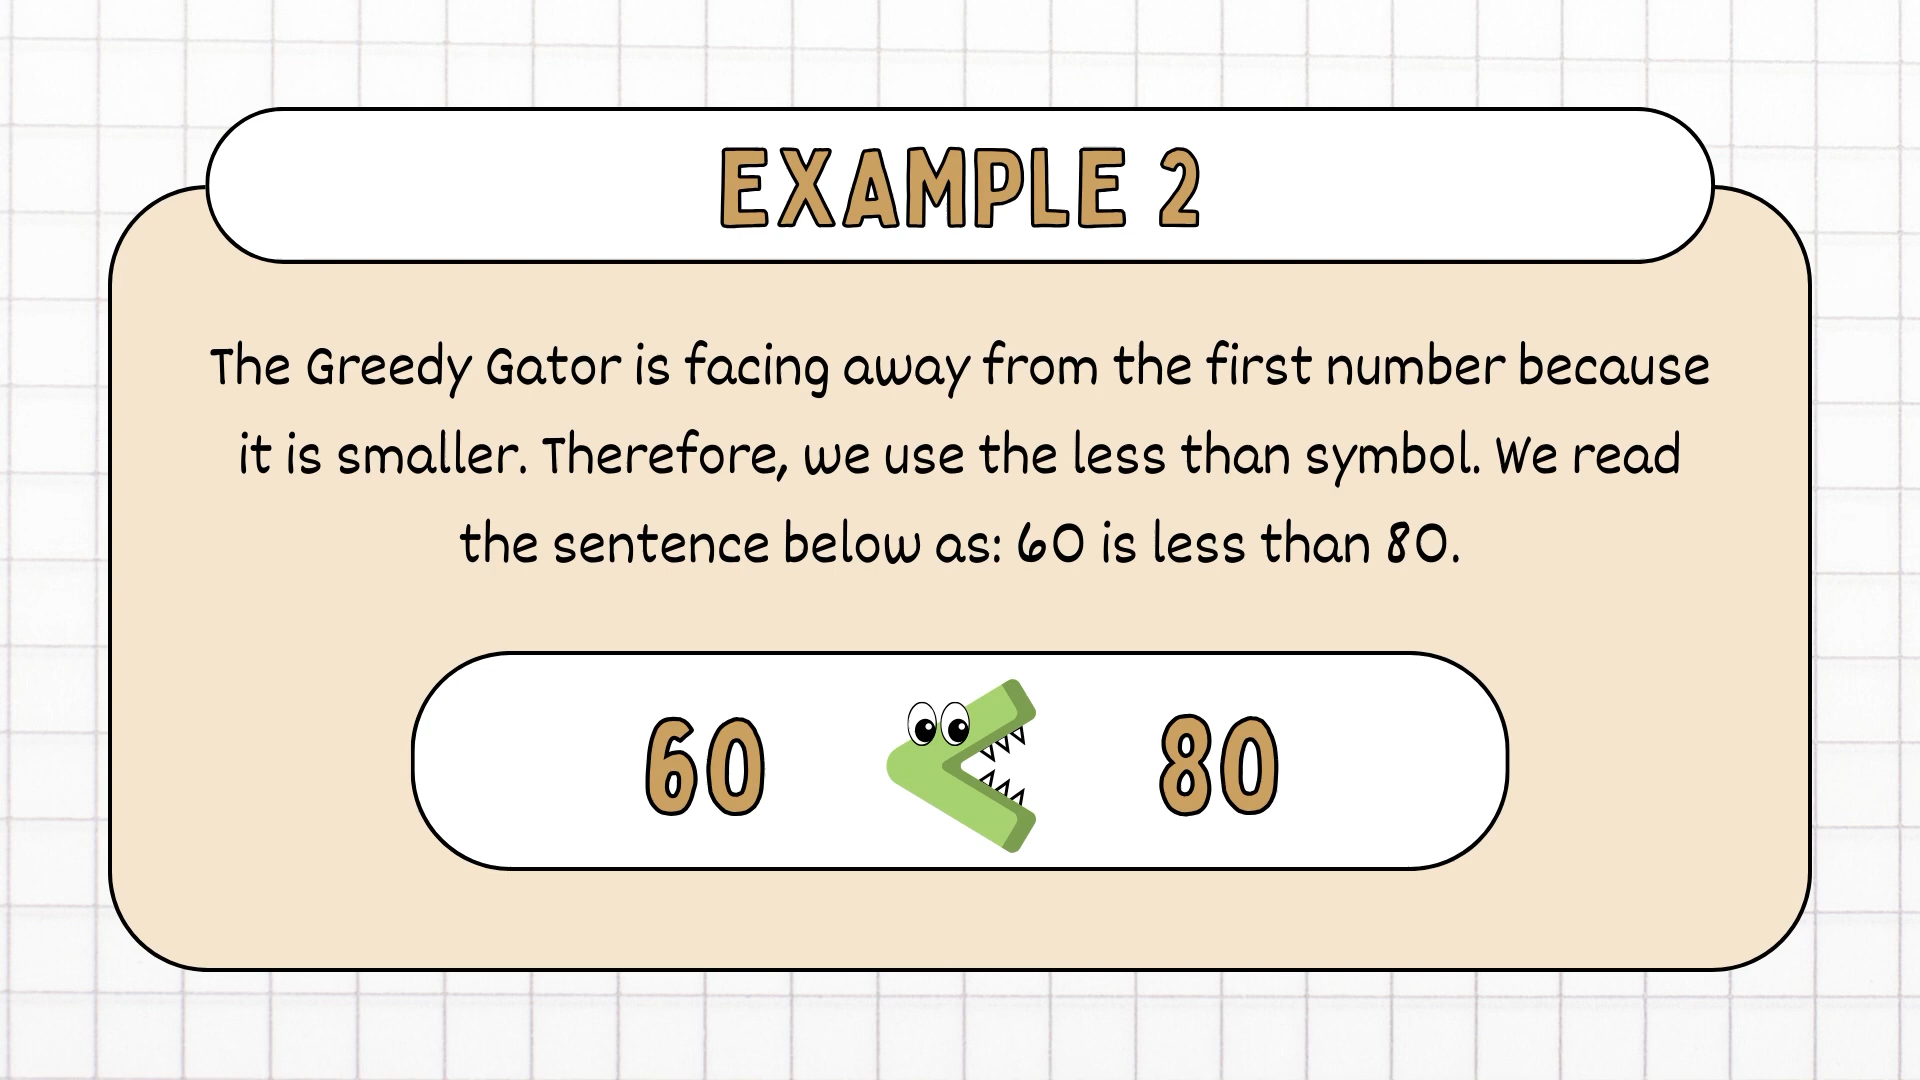 EXAMPLE 2
The Greedy Gator is facing away from the first number because
it is smaller. Therefore, we use the less than symbol. We read
the sentence below as: 60 is less than 80.
60 < 80